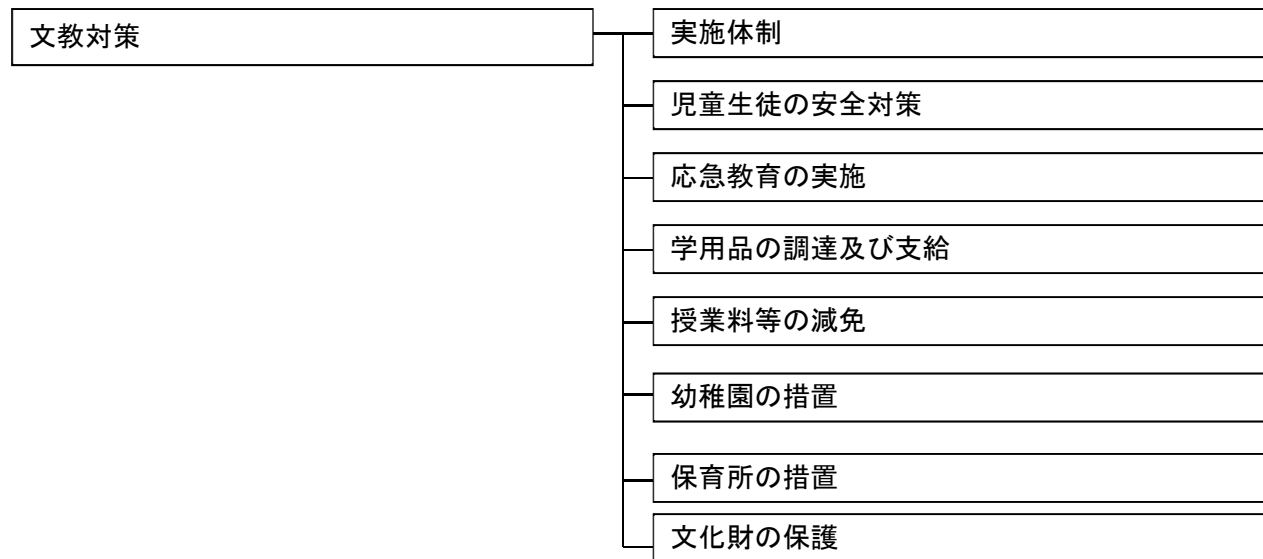 文教対策
実施体制
児童生徒の安全対策
応急教育の実施
学用品の調達及び支給
授業料等の減免
幼稚園の措置
保育所の措置
文化財の保護